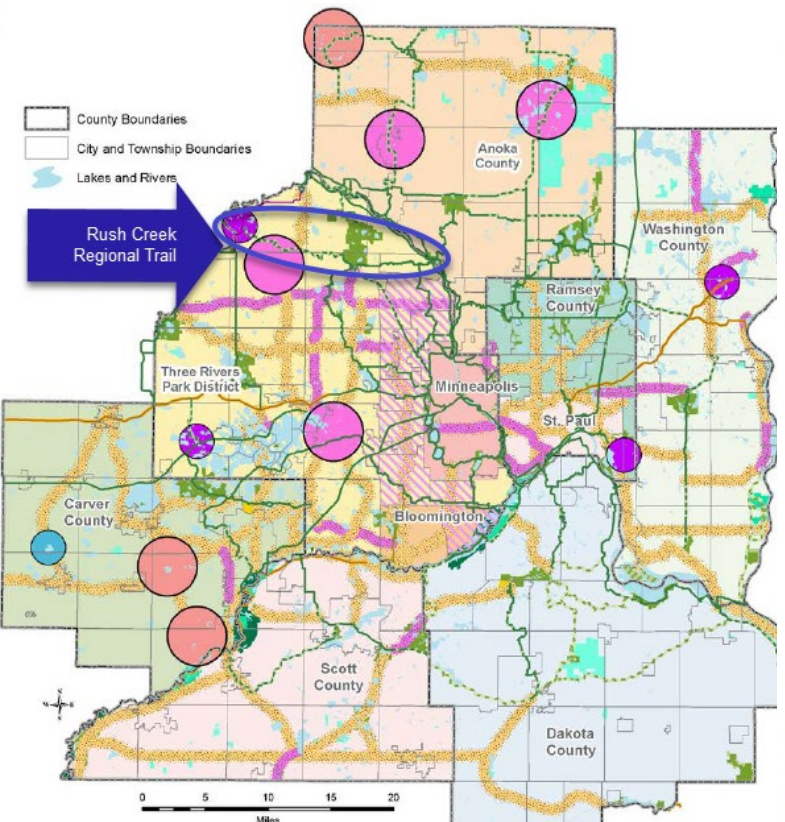 County Boundaries
City and Township Boundaries
Lakes and Rivers
Rush Creek
Regional Trail
Anoka
County
Washington
County
Ramsey
County
Three Rivers
Park District
Minneapolis
St. Paul
Carver
County
Bloomington
Scott
County
Dakota
County
0 5 10 15 20
Miles